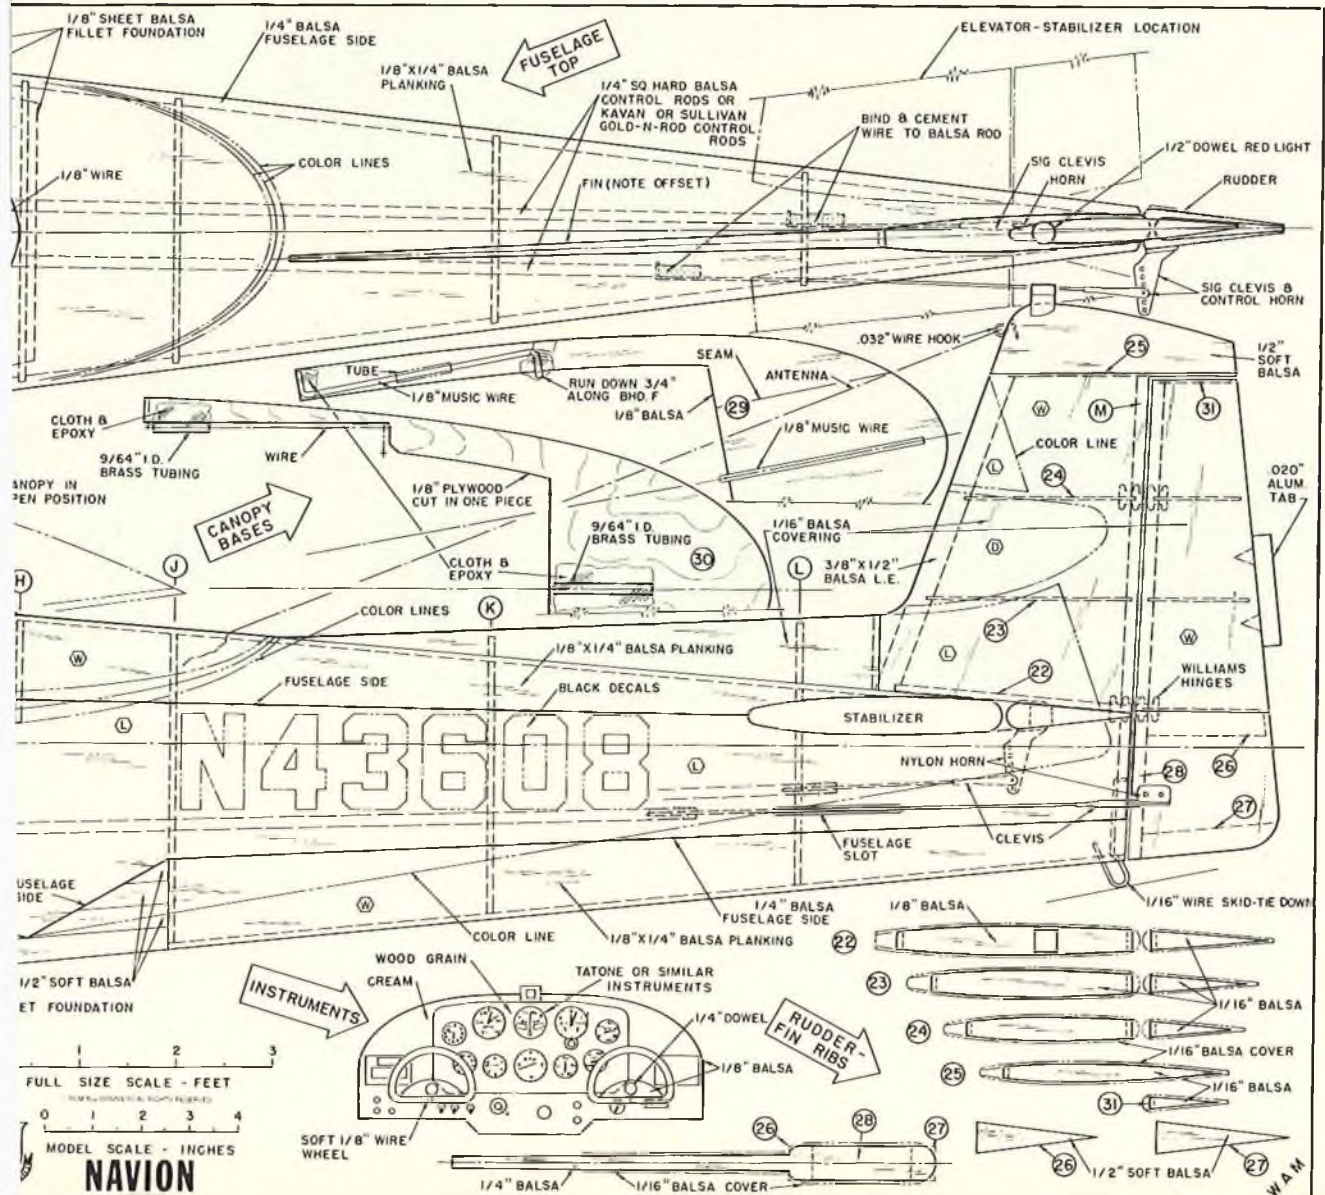 1/8" SHEET BALSA
FILLET FOUNDATION
1/4" BALSA
FUSELAGE SIDE
1/8"X1/4" BALSA
PLANKING
FUSELAGE
TOP
1/4" SQ HARD BALSA
CONTROL RODS OR
KAVAN OR SULLIVAN
GOLD-N-ROD CONTROL
RODS
ELEVATOR-STABILIZER LOCATION
BIND & CEMENT
WIRE TO BALSA ROD
SIG CLEVIS
HORN
1/2" DOWEL RED LIGHT
RUDDER
COLOR LINES
1/8" WIRE
FIN (NOTE OFFSET)
SIG CLEVIS &
CONTROL HORN
.032" WIRE HOOK
25
1/2"
SOFT
BALSA
TUBE
1/8" MUSIC WIRE
RUN DOWN 3/4"
ALONG BHD. F
1/8" BALSA
SEAM
ANTENNA
29
W
M
31
CLOTH &
EPOXY
9/64" I.D.
BRASS TUBING
WIRE
1/8" MUSIC WIRE
COLOR LINE
L
24
.020"
ALUM.
TAB
ANOPY IN
PEN POSITION
CANOPY
BASES
1/8" PLYWOOD
CUT IN ONE PIECE
9/64" I.D.
BRASS TUBING
1/16" BALSA
COVERING
D
CLOTH &
EPOXY
30
L
3/8"X1/2"
BALSA L.E.
H
J
K
COLOR LINES
23
W
W
1/8"X1/4" BALSA PLANKING
L
22
WILLIAMS
HINGES
FUSELAGE SIDE
BLACK DECALS
STABILIZER
L
N43608
L
NYLON HORN
28
26
27
CLEVIS
FUSELAGE
SLOT
USELAGE
SIDE
W
COLOR LINE
1/8"X1/4" BALSA PLANKING
1/4" BALSA
FUSELAGE SIDE
1/16" WIRE SKID-TIE DOWN
1/8" BALSA
22
1/2" SOFT BALSA
ET FOUNDATION
INSTRUMENTS
WOOD GRAIN
CREAM
TATONE OR SIMILAR
INSTRUMENTS
1/4" DOWEL
1/8" BALSA
RUDDER-
FIN RIBS
23
1/16" BALSA
24
1/16" BALSA COVER
25
1/16" BALSA
31
1 2 3
FULL SIZE SCALE - FEET
0 1 2 3 4
MODEL SCALE - INCHES
NAVION
SOFT 1/8" WIRE
WHEEL
26
28
27
1/4" BALSA
1/16" BALSA COVER
26
1/2" SOFT BALSA
27
WAM